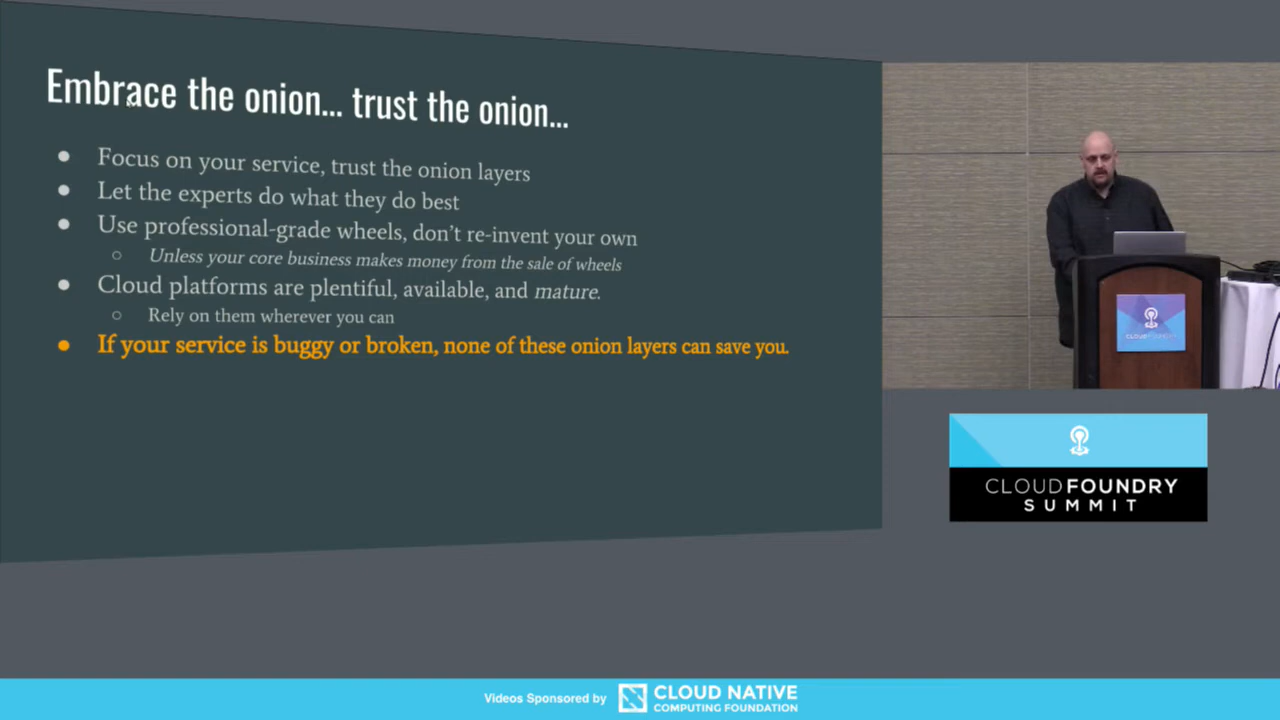 Embrace the onion... trust the onion...
● Focus on your service, trust the onion layers
● Let the experts do what they do best
● Use professional-grade wheels, don't re-invent your own
○ Unless your core business makes money from the sale of wheels
● Cloud platforms are plentiful, available, and mature.
○ Rely on them wherever you can
● If your service is buggy or broken, none of these onion layers can save you.
CLOUD FOUNDRY
CLOUDFOUNDRY
SUMMIT
Videos Sponsored by
CLOUD NATIVE
COMPUTING FOUNDATION